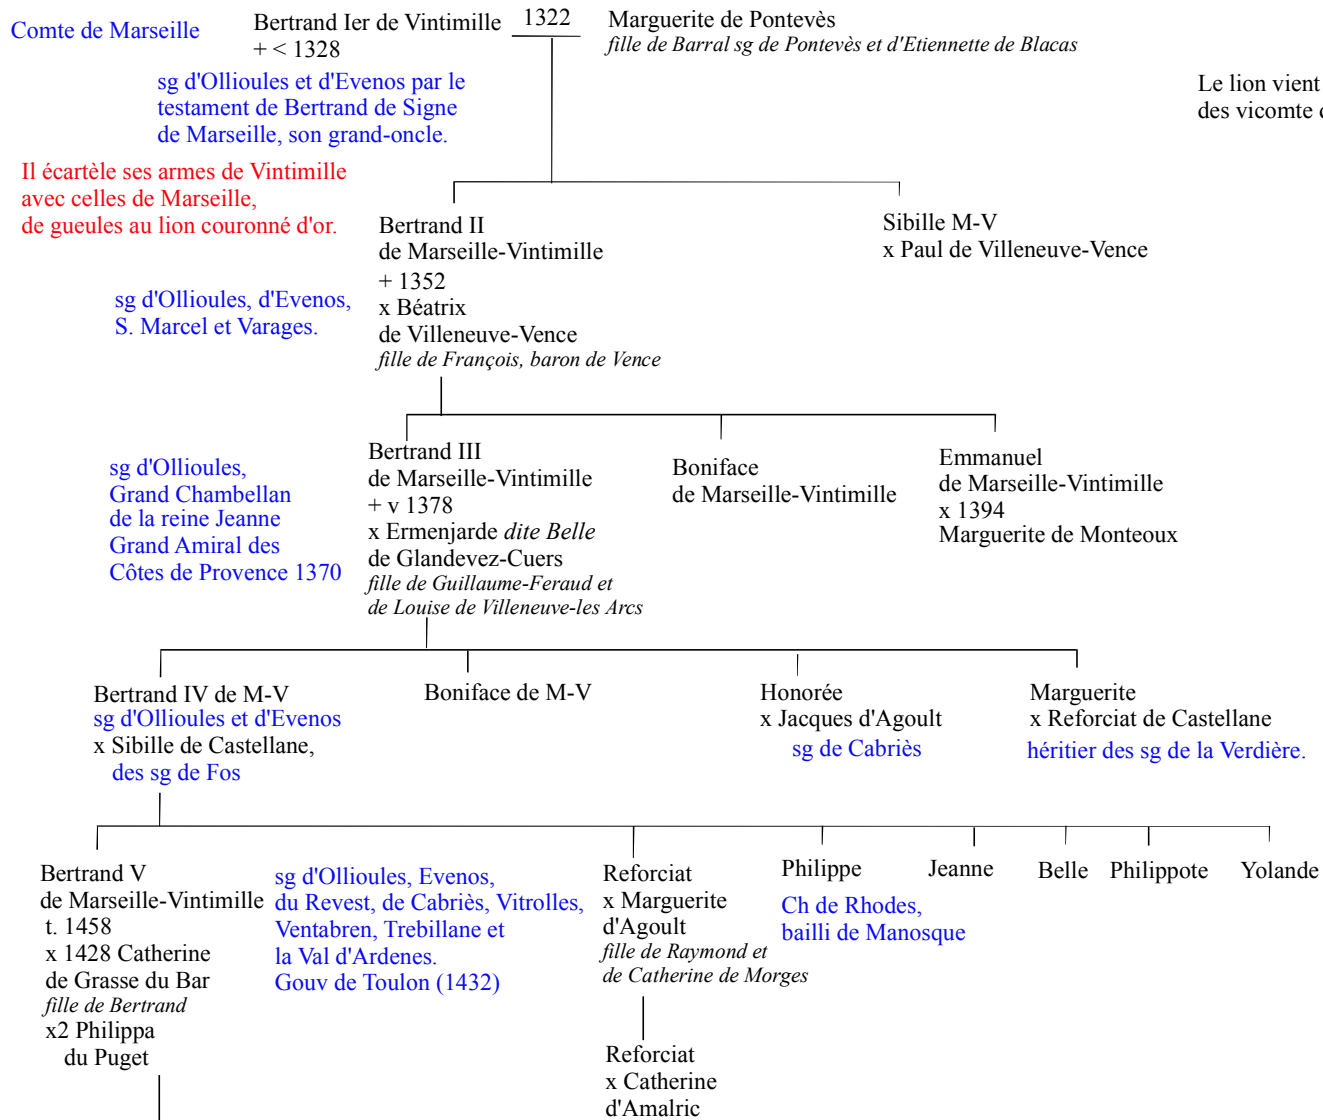 Comte de Marseille
Bertrand Ier de Vintimille
+ < 1328
1322
Marguerite de Pontevès
fille de Barral sg de Pontevès et d'Etiennette de Blacas
sg d'Ollioules et d'Evenos par le
testament de Bertrand de Signe
de Marseille, son grand-oncle.
Le lion vient
des vicomte
Il écartèle ses armes de Vintimille
avec celles de Marseille,
de gueules au lion couronné d'or.
Bertrand II
de Marseille-Vintimille
+ 1352
x Béatrix
de Villeneuve-Vence
fille de François, baron de Vence
Sibille M-V
x Paul de Villeneuve-Vence
sg d'Ollioules, d'Evenos,
S. Marcel et Varages.
sg d'Ollioules,
Grand Chambellan
de la reine Jeanne
Grand Amiral des
Côtes de Provence 1370
Bertrand III
de Marseille-Vintimille
+ v 1378
x Ermenjarde dite Belle
de Glandevez-Cuers
fille de Guillaume-Feraud et
de Louise de Villeneuve-les Arcs
Boniface
de Marseille-Vintimille
Emmanuel
de Marseille-Vintimille
x 1394
Marguerite de Monteoux
Bertrand IV de M-V
sg d'Ollioules et d'Evenos
x Sibille de Castellane,
des sg de Fos
Boniface de M-V
Honorée
x Jacques d'Agoult
sg de Cabriès
Marguerite
x Reforciat de Castellane
héritier des sg de la Verdière.
Bertrand V
de Marseille-Vintimille
t. 1458
x 1428 Catherine
de Grasse du Bar
fille de Bertrand
x2 Philippa
du Puget
sg d'Ollioules, Evenos,
du Revest, de Cabriès, Vitrolles,
Ventabren, Trebillane et
la Val d'Ardenes.
Gouv de Toulon (1432)
Reforciat
x Marguerite
d'Agoult
fille de Raymond et
de Catherine de Morges
Philippe
Ch de Rhodes,
bailli de Manosque
Jeanne
Belle
Philippote
Yolande
Reforciat
x Catherine
d'Amalric